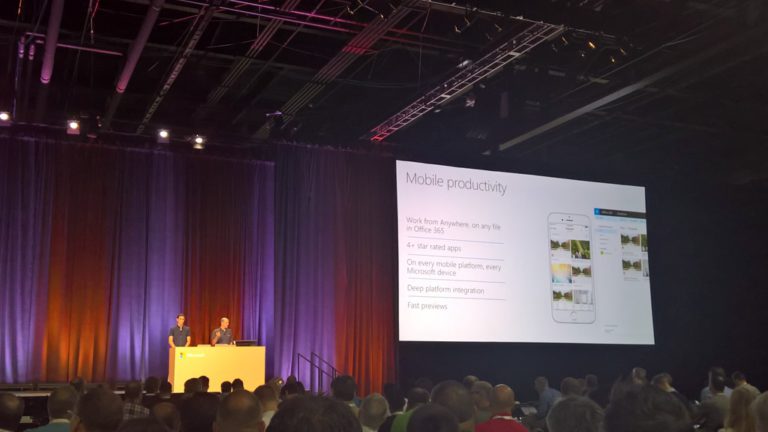 Mobile productivity
Work from Anywhere, on any file
in Office 365
4+ star rated apps
On every mobile platform, every
Microsoft device
Deep platform integration
Fast previews
Microsoft